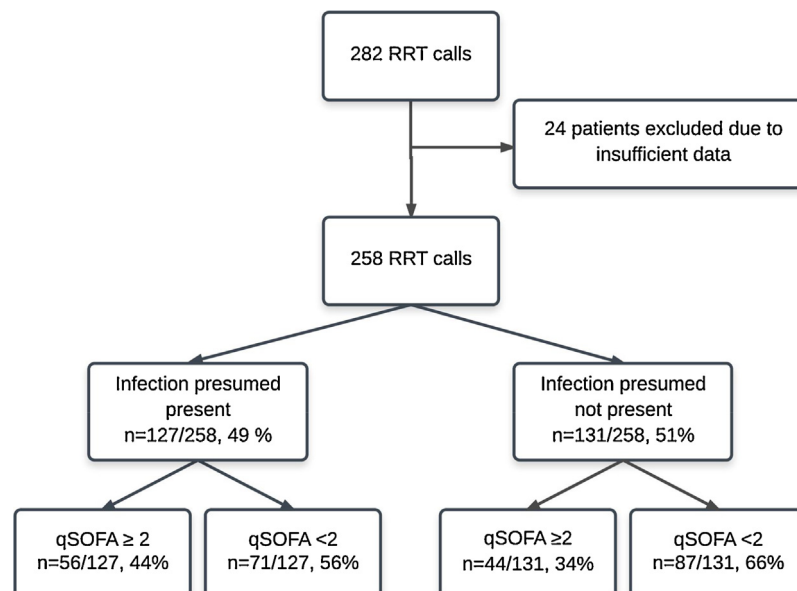 282 RRT calls
24 patients excluded due to
insufficient data
258 RRT calls
Infection presumed
present
n=127/258, 49 %
Infection presumed
not present
n=131/258, 51%
qSOFA ≥ 2
n=56/127, 44%
qSOFA <2
n=71/127, 56%
qSOFA ≥2
n=44/131, 34%
qSOFA <2
n=87/131, 66%